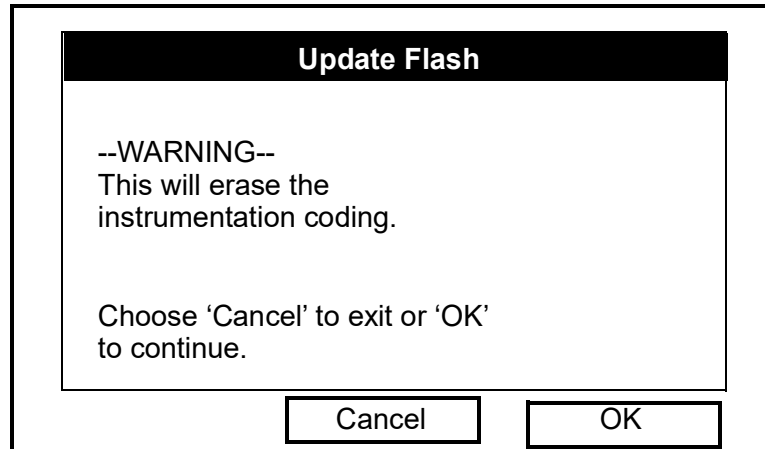 Update Flash
--WARNING--
This will erase the
instrumentation coding.
Choose ‘Cancel’ to exit or ‘OK’
to continue.
Cancel
OK